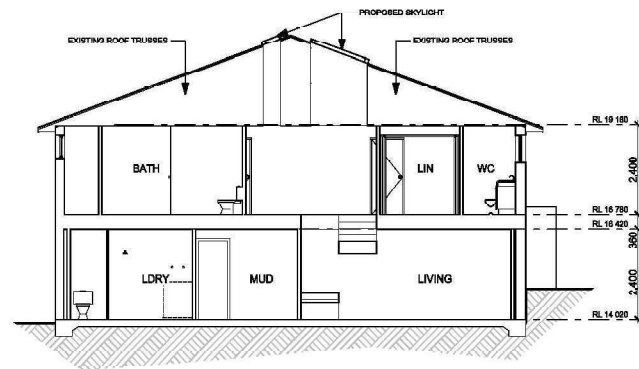 PROPOSED SKYLIGHT
EXISTING ROOF TRUSSES
EXISTING ROOF TRUSSES
RL 19 180
BATH
LIN
WC
2,400
RL 16 780
RL 16 420
360
LDRY
MUD
LIVING
2,400
RL 14 020